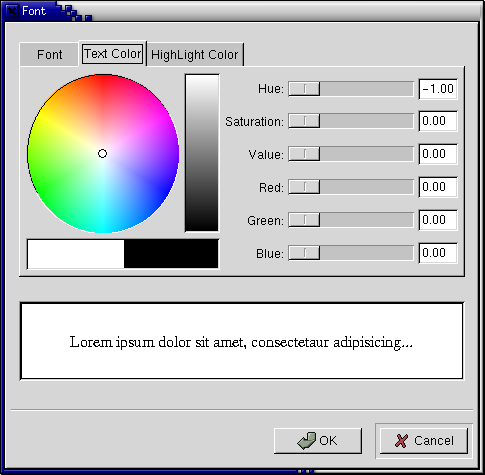 Font
Font Text Color HighLight Color
Hue: -1.00
Saturation: 0.00
Value: 0.00
Red: 0.00
Green: 0.00
Blue: 0.00
Lorem ipsum dolor sit amet, consectetaur adipisicing...
OK Cancel